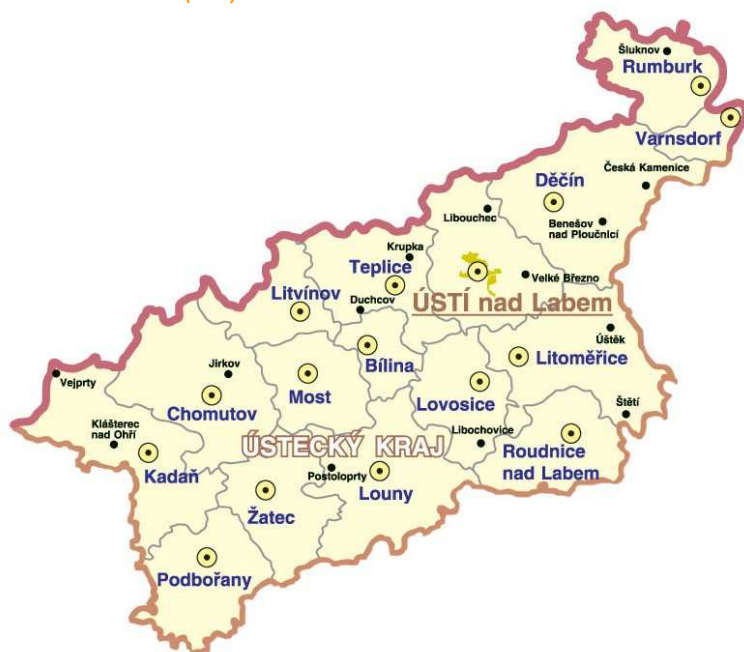 Šluknov
Rumburk
Varnsdorf
Česká Kamenice
Děčín
Libouchec
Benešov
nad Ploučnicí
Krupka
Teplice
Velké Březno
ÚSTÍ nad Labem
Litvínov
Duchcov
Úštěk
Bílina
Litoměřice
Vejprty
Jirkov
Most
Chomutov
Lovosice
Štětí
Klášterec
nad Ohří
ÚSTECKÝ KRAJ
Libochovice
Roudnice
nad Labem
Kadaň
Postoloprty
Louny
Žatec
Podbořany